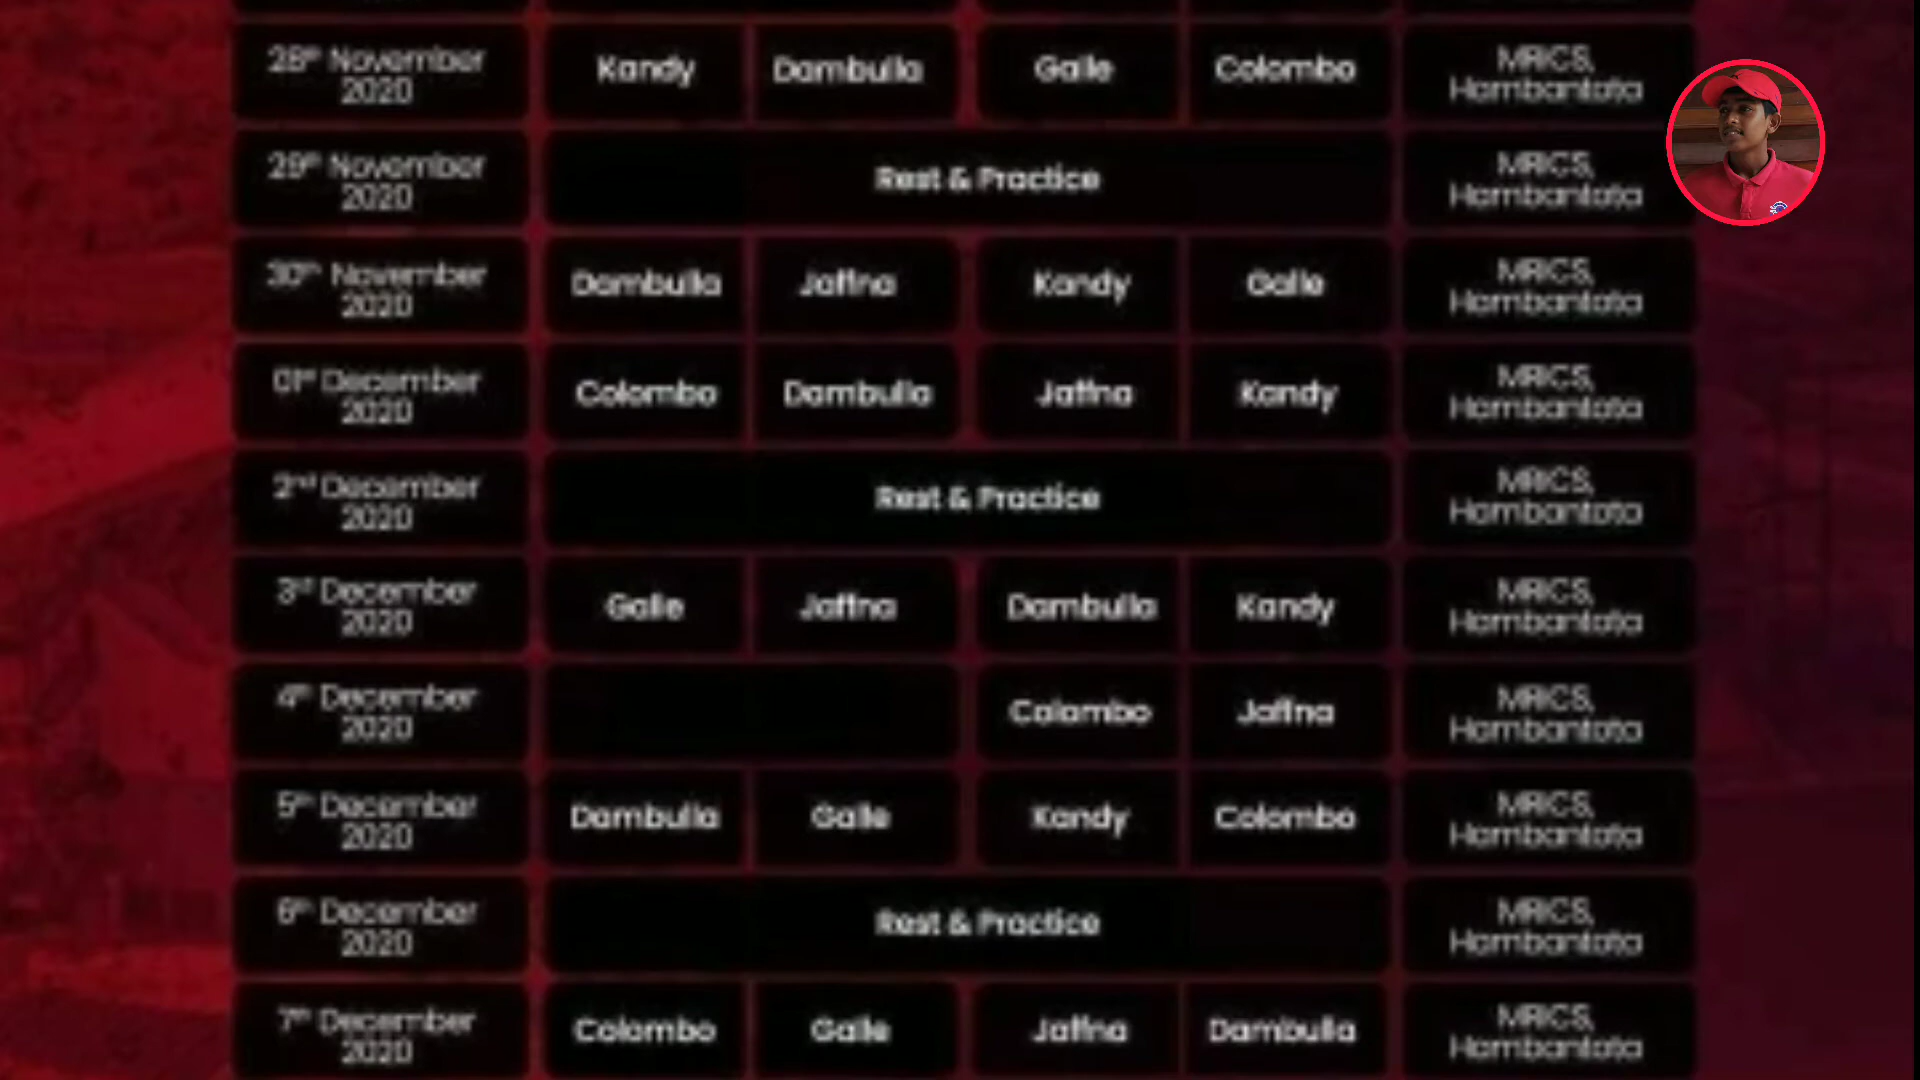 28th November
2020
Kandy
Dambulla
Galle
Colombo
MRICS,
Hambantota
29th November
2020
Rest & Practice
MRICS,
Hambantota
30th November
2020
Dambulla
Jaffna
Kandy
Galle
MRICS,
Hambantota
01st December
2020
Colombo
Dambulla
Jaffna
Kandy
MRICS,
Hambantota
2nd December
2020
Rest & Practice
MRICS,
Hambantota
3rd December
2020
Galle
Jaffna
Dambulla
Kandy
MRICS,
Hambantota
4th December
2020
Colombo
Jaffna
MRICS,
Hambantota
5th December
2020
Dambulla
Galle
Kandy
Colombo
MRICS,
Hambantota
6th December
2020
Rest & Practice
MRICS,
Hambantota
7th December
2020
Colombo
Galle
Jaffna
Dambulla
MRICS,
Hambantota